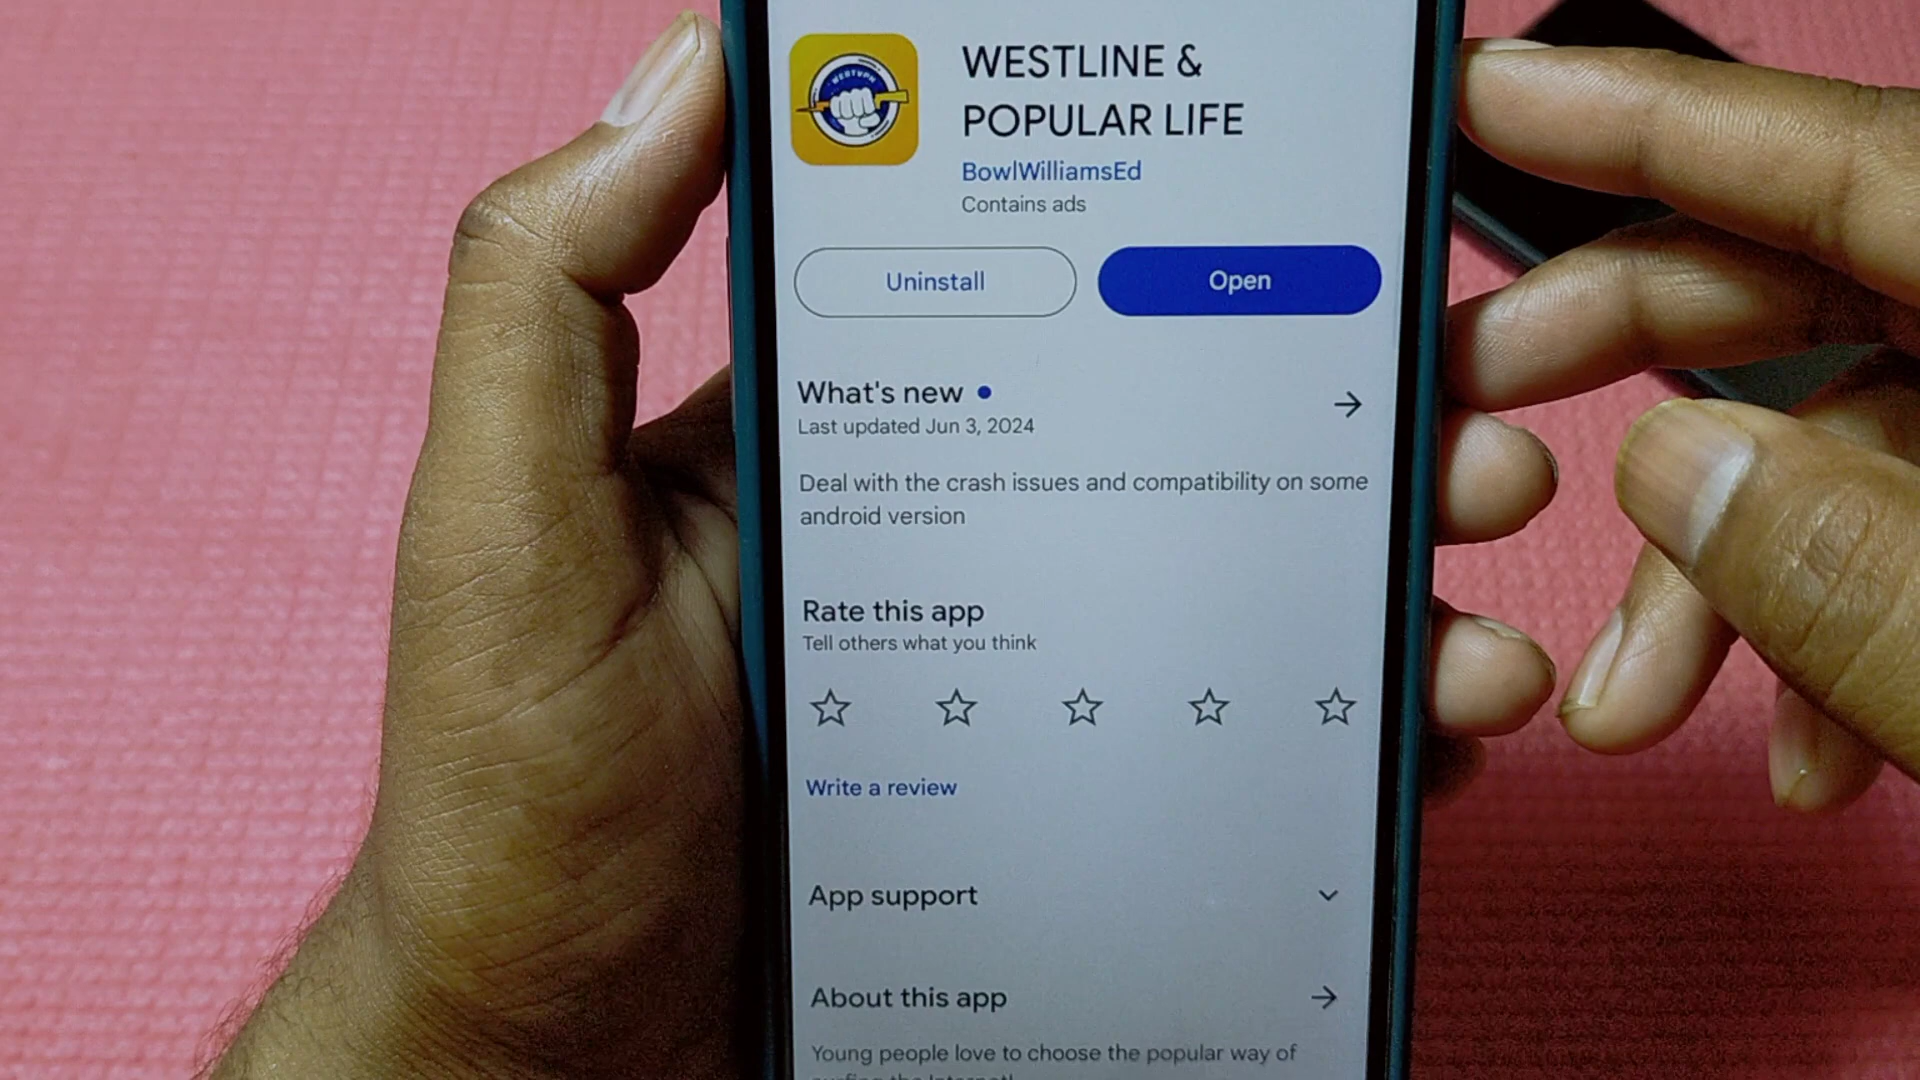 WESTVPN
WESTLINE &
POPULAR LIFE
BowlWilliamsEd
Contains ads
Uninstall
Open
What's new
Last updated Jun 3, 2024
Deal with the crash issues and compatibility on some
android version
Rate this app
Tell others what you think
Write a review
App support
About this app
Young people love to choose the popular way of